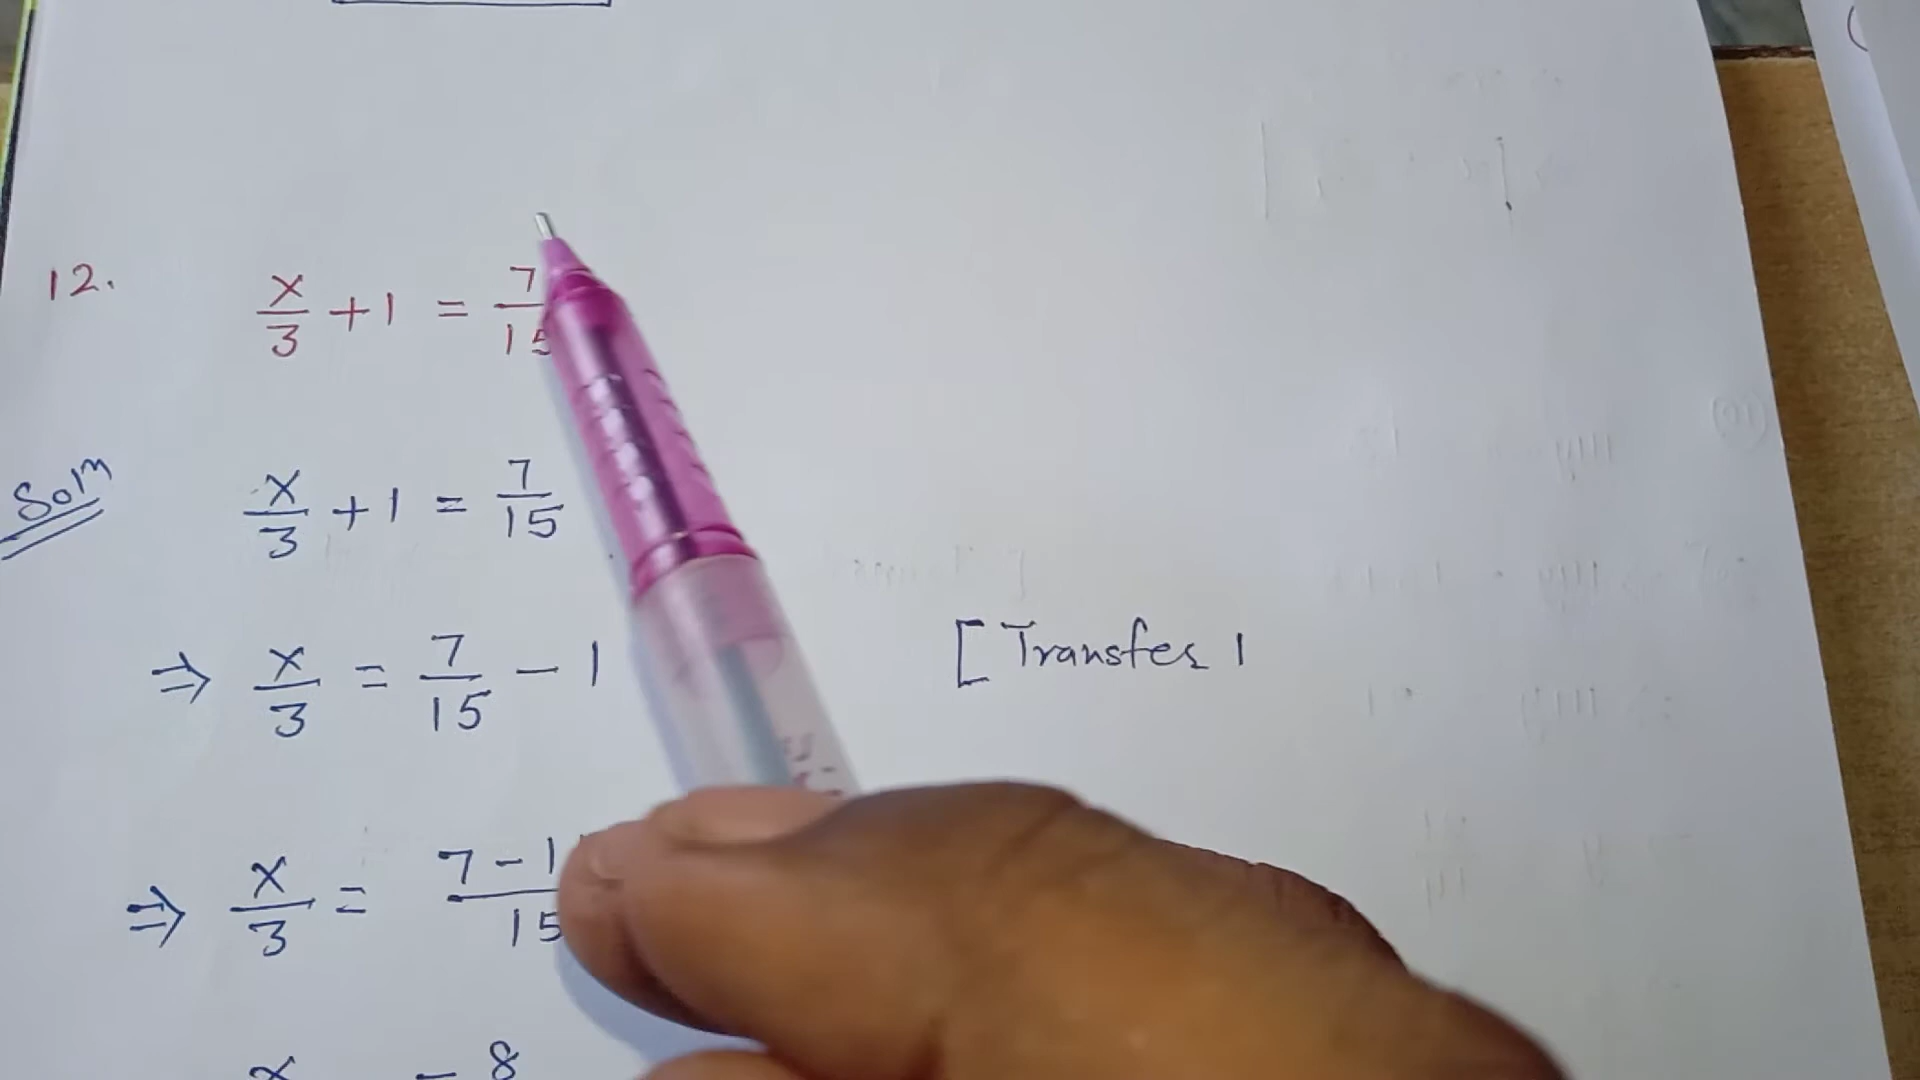 12. x/3 + 1 = 7/15
Soln x/3 + 1 = 7/15
⇒ x/3 = 7/15 - 1 [Transfer 1
⇒ x/3 = 7 - 1 /15
x - 8